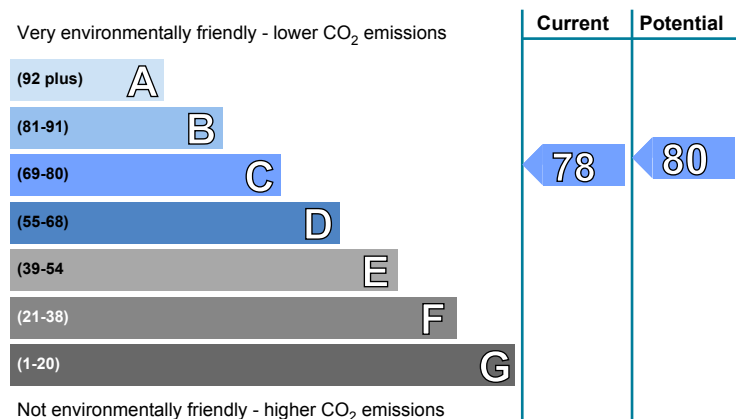 Very environmentally friendly - lower CO₂ emissions
Current
Potential
(92 plus) A
(81-91) B
(69-80) C
(55-68) D
(39-54 E
(21-38) F
(1-20) G
78
80
Not environmentally friendly - higher CO₂ emissions